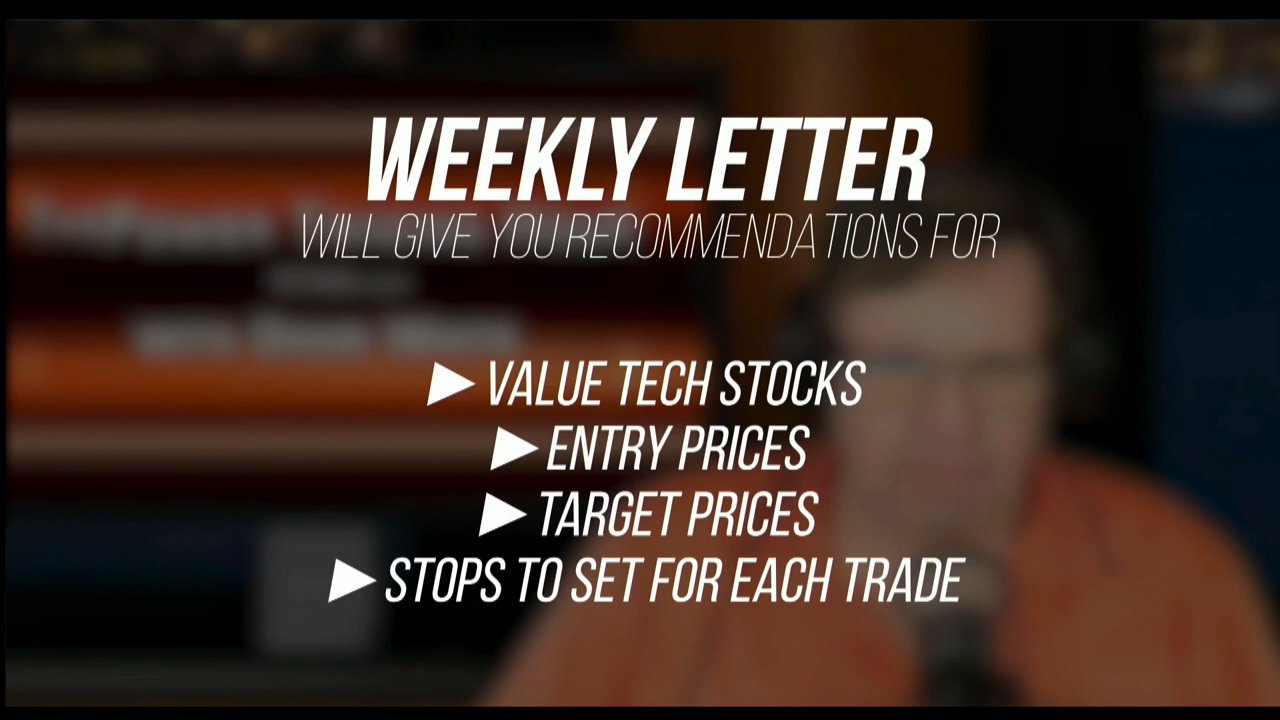 WEEKLY LETTER
WILL GIVE YOU RECOMMENDATIONS FOR
► VALUE TECH STOCKS
► ENTRY PRICES
► TARGET PRICES
► STOPS TO SET FOR EACH TRADE